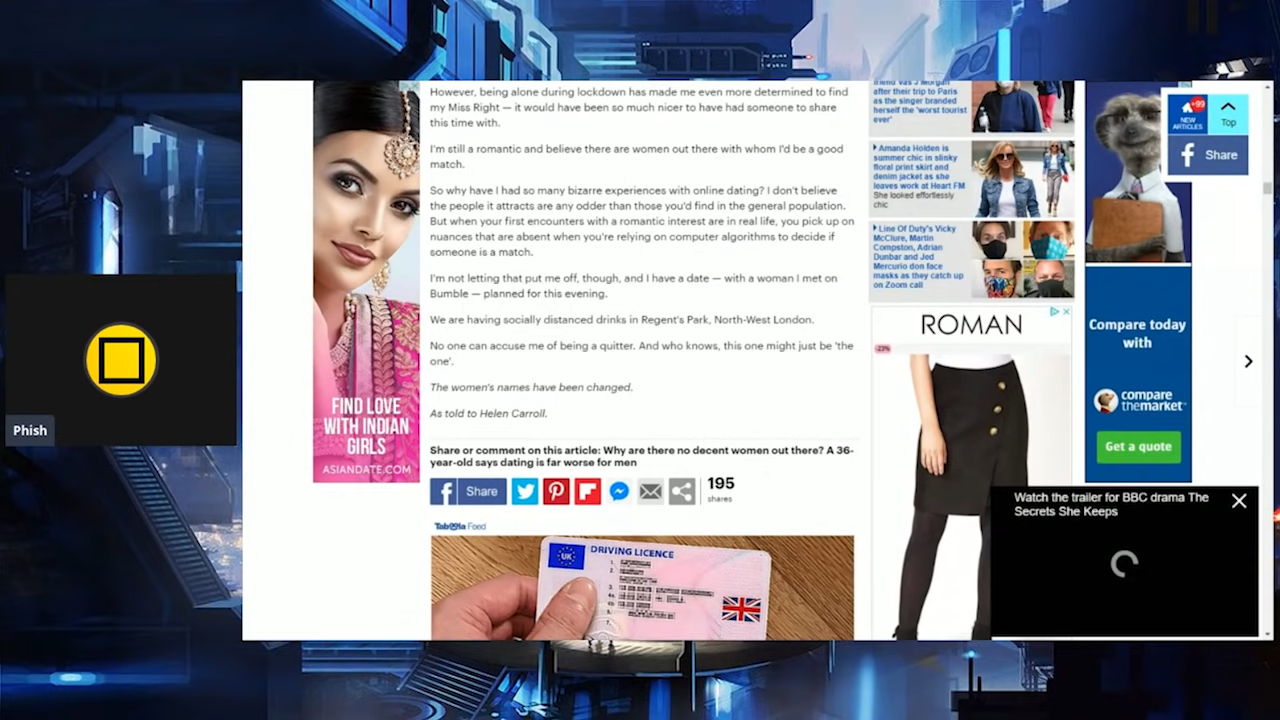 Phish
FIND LOVE
WITH INDIAN
GIRLS
ASIANDATE.COM
However, being alone during lockdown has made me even more determined to find
my Miss Right — it would have been so much nicer to have had someone to share
this time with.
I'm still a romantic and believe there are women out there with whom I'd be a good
match.
So why have I had so many bizarre experiences with online dating? I don't believe
the people it attracts are any odder than those you'd find in the general population.
But when your first encounters with a romantic interest are in real life, you pick up on
nuances that are absent when you're relying on computer algorithms to decide if
someone is a match.
I'm not letting that put me off, though, and I have a date — with a woman I met on
Bumble — planned for this evening.
We are having socially distanced drinks in Regent's Park, North-West London.
No one can accuse me of being a quitter. And who knows, this one might just be 'the
one'.
The women's names have been changed.
As told to Helen Carroll.
Share or comment on this article: Why are there no decent women out there? A 36-
year-old says dating is far worse for men
Share
195
shares
Taboola Feed
UK
DRIVING LICENCE
1.
2.
3.
4a.
4b.
5.
7.
after their trip to Paris
as the singer branded
herself the 'worst tourist
ever'
Amanda Holden is
summer chic in slinky
floral print skirt and
denim jacket as she
leaves work at Heart FM
She looked effortlessly
chic
Line Of Duty's Vicky
McClure, Martin
Compston, Adrian
Dunbar and Jed
Mercurio don face
masks as they catch up
on Zoom call
ROMAN
-23%
+99
NEW
ARTICLES
Top
Share
Compare today
with
compare
themarket
Get a quote
Watch the trailer for BBC drama The
Secrets She Keeps